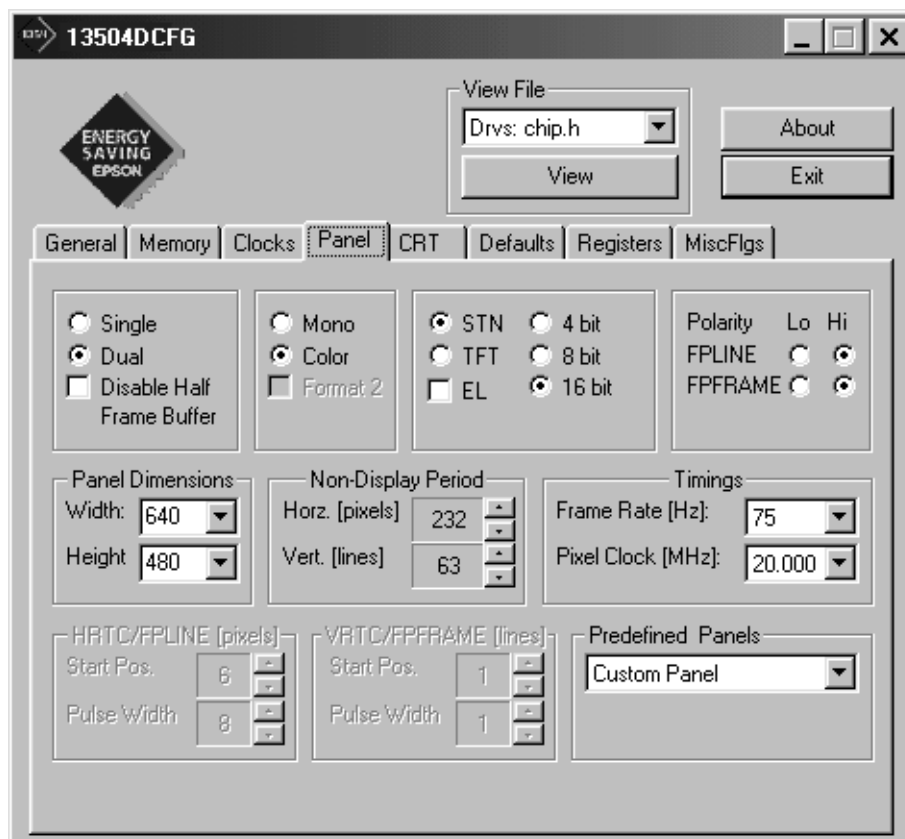 13504DCFG
View File
Drvs: chip.h
About
View
Exit
ENERGY
SAVING
EPSON
General Memory Clocks Panel CRT Defaults Registers MiscFlgs
Single
Dual
Disable Half
Frame Buffer
Mono
Color
Format 2
STN 4 bit
TFT 8 bit
EL 16 bit
Polarity Lo Hi
FPLINE
FPFRAME
Panel Dimensions
Width: 640
Height 480
Non-Display Period
Horz. [pixels] 232
Vert. [lines] 63
Timings
Frame Rate [Hz]: 75
Pixel Clock [MHz]: 20.000
HRTC/FPLINE [pixels]
Start Pos. 6
Pulse Width 8
VRTC/FPFRAME [lines]
Start Pos. 1
Pulse Width 1
Predefined Panels
Custom Panel